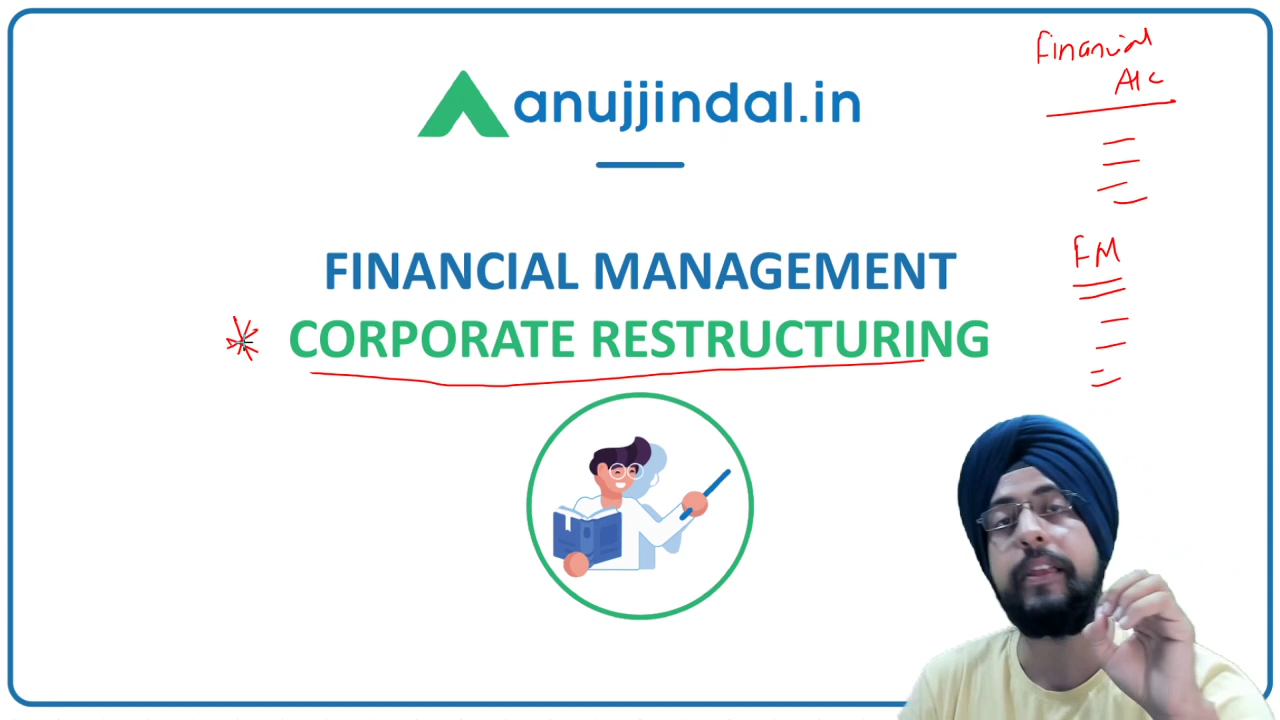 anujjindal.in
FINANCIAL MANAGEMENT
CORPORATE RESTRUCTURING
Financial
A/c
FM